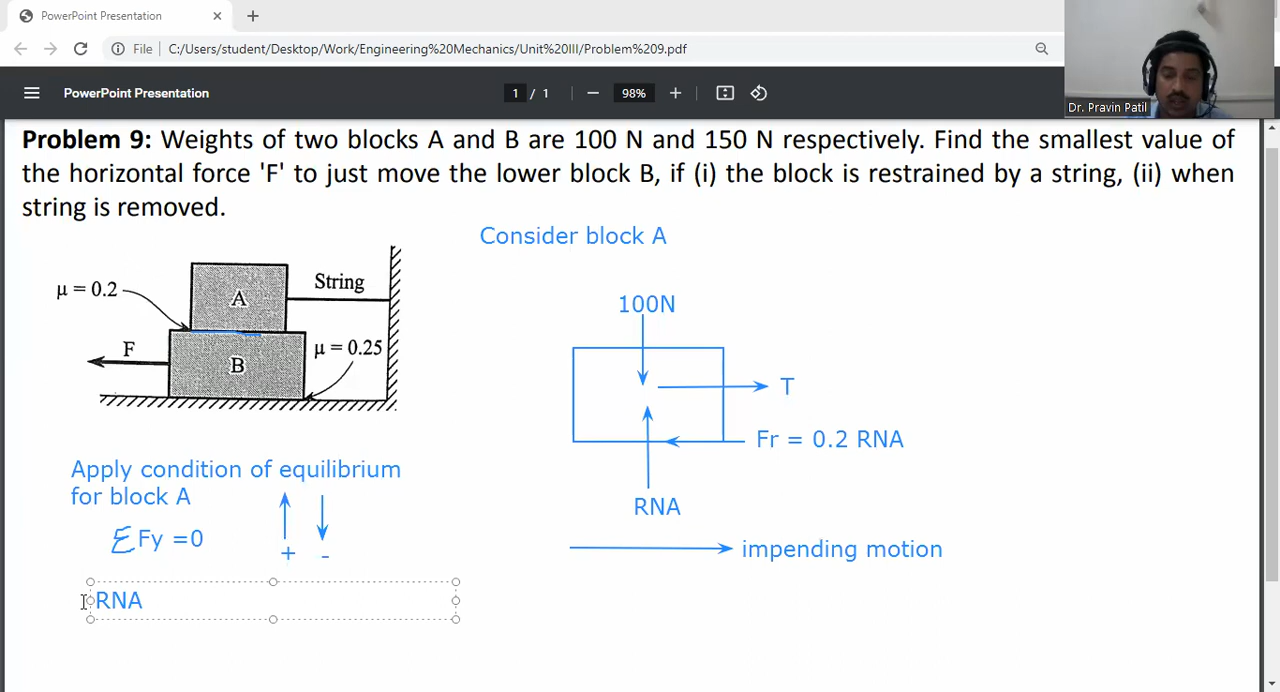 PowerPoint Presentation
File C:/Users/student/Desktop/Work/Engineering%20Mechanics/Unit%20III/Problem%209.pdf
PowerPoint Presentation
1 / 1
98%
Dr. Pravin Patil
Problem 9: Weights of two blocks A and B are 100 N and 150 N respectively. Find the smallest value of
the horizontal force 'F' to just move the lower block B, if (i) the block is restrained by a string, (ii) when
string is removed.
Consider block A
μ = 0.2
A
String
F
B
μ = 0.25
100N
T
Fr = 0.2 RNA
RNA
impending motion
Apply condition of equilibrium
for block A
ΣFy =0
+ -
RNA